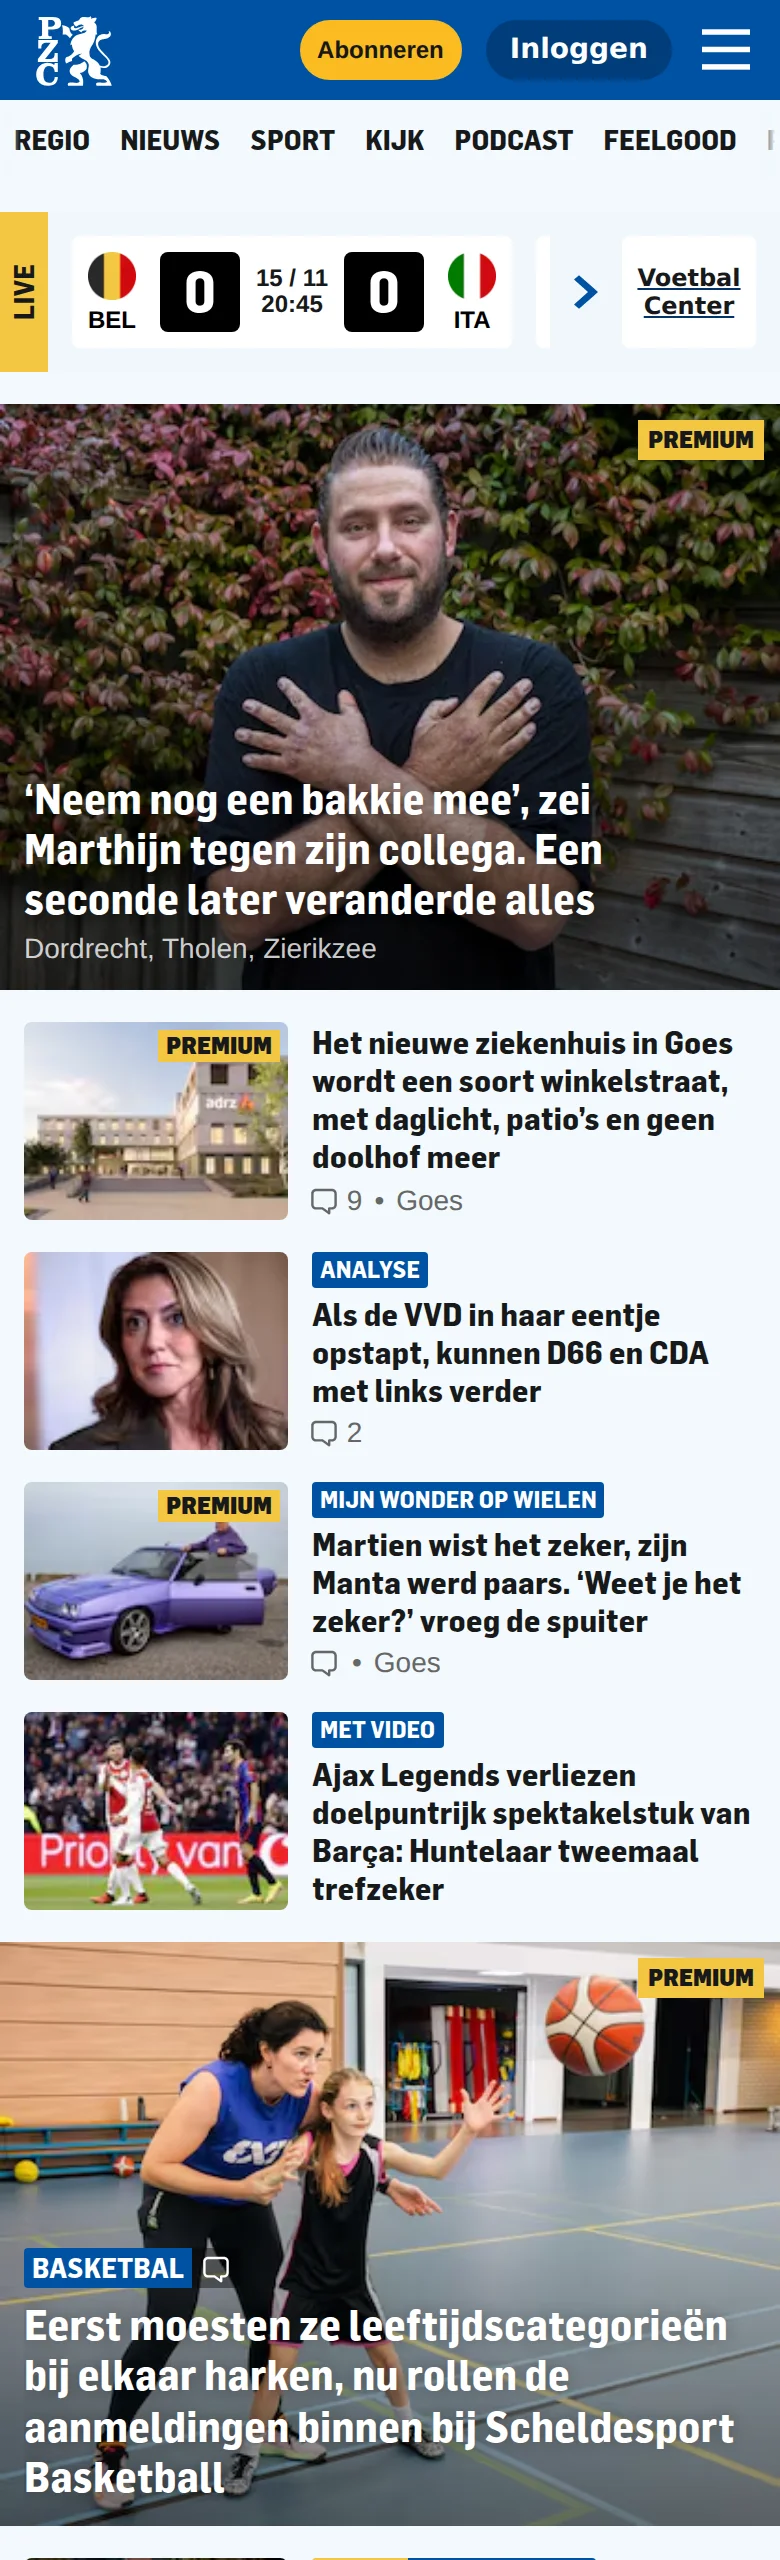 PZC
Abonneren
Inloggen
REGIO NIEUWS SPORT KIJK PODCAST FEELGOOD
LIVE
BEL
0
15 / 11
20:45
0
ITA
Voetbal
Center
PREMIUM
‘Neem nog een bakkie mee’, zei
Marthijn tegen zijn collega. Een
seconde later veranderde alles
Dordrecht, Tholen, Zierikzee
PREMIUM
adrz
Het nieuwe ziekenhuis in Goes
wordt een soort winkelstraat,
met daglicht, patio’s en geen
doolhof meer
9 • Goes
ANALYSE
Als de VVD in haar eentje
opstapt, kunnen D66 en CDA
met links verder
2
PREMIUM
MIJN WONDER OP WIELEN
Martien wist het zeker, zijn
Manta werd paars. ‘Weet je het
zeker?’ vroeg de spuiter
• Goes
MET VIDEO
Ajax Legends verliezen
doelpuntrijk spektakelstuk van
Barça: Huntelaar tweemaal
trefzeker
van
PREMIUM
BASKETBAL
Eerst moesten ze leeftijdscategorieën
bij elkaar harken, nu rollen de
aanmeldingen binnen bij Scheldesport
Basketball